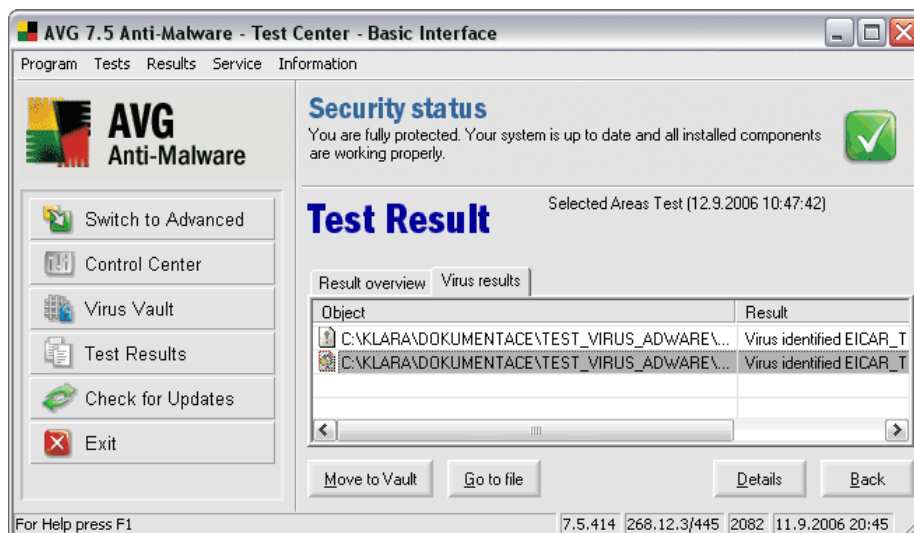 AVG 7.5 Anti-Malware - Test Center - Basic Interface
Program Tests Results Service Information
AVG
Anti-Malware
Switch to Advanced
Control Center
Virus Vault
Test Results
Check for Updates
Exit
Security status
You are fully protected. Your system is up to date and all installed components
are working properly.
Test Result
Selected Areas Test (12.9.2006 10:47:42)
Result overview Virus results
Object Result
C:\KLARA\DOKUMENTACE\TEST_VIRUS_ADWARE\... Virus identified EICAR_T
C:\KLARA\DOKUMENTACE\TEST_VIRUS_ADWARE\... Virus identified EICAR_T
Move to Vault Go to file Details Back
For Help press F1 7.5.414 268.12.3/445 2082 11.9.2006 20:45